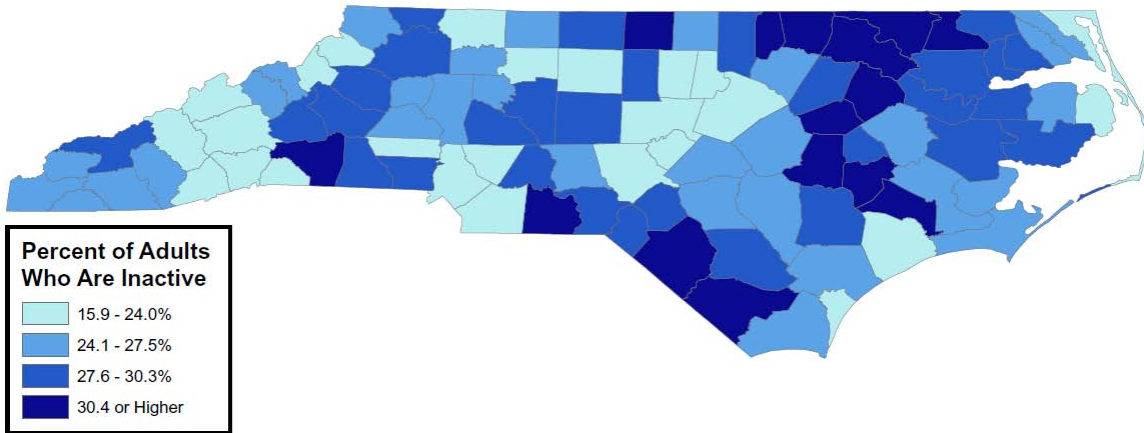 Percent of Adults
Who Are Inactive
15.9 - 24.0%
24.1 - 27.5%
27.6 - 30.3%
30.4 or Higher